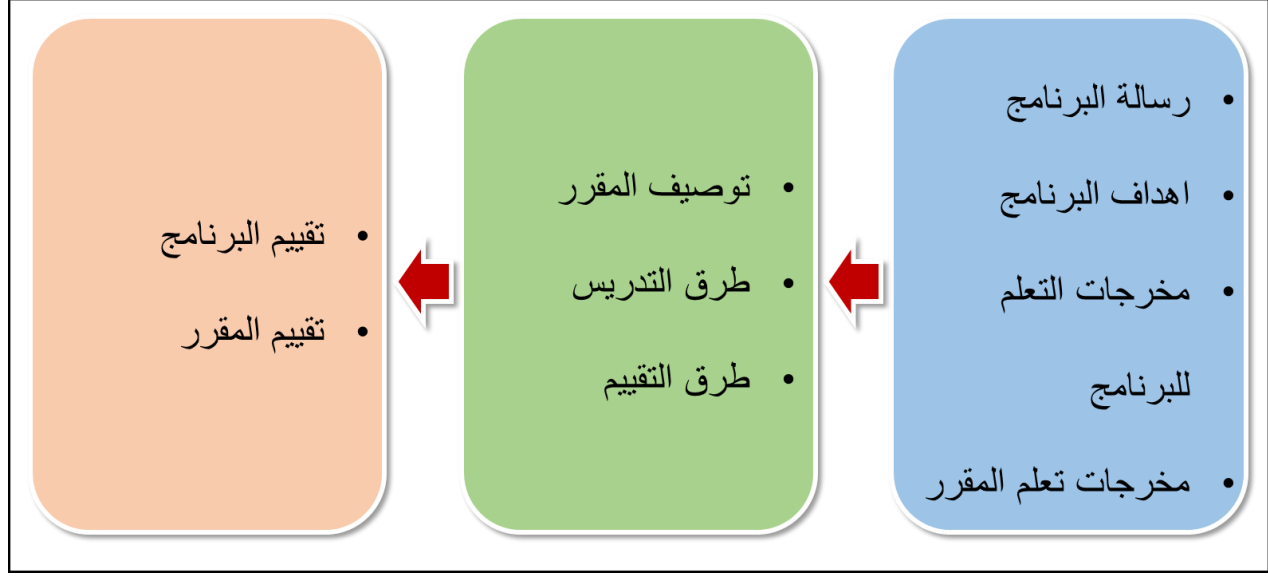 • رسالة البرنامج
• اهداف البرنامج
• مخرجات التعلم
للبرنامج
• مخرجات تعلم المقرر
• توصيف المقرر
• طرق التدريس
• طرق التقييم
• تقييم البرنامج
• تقييم المقرر